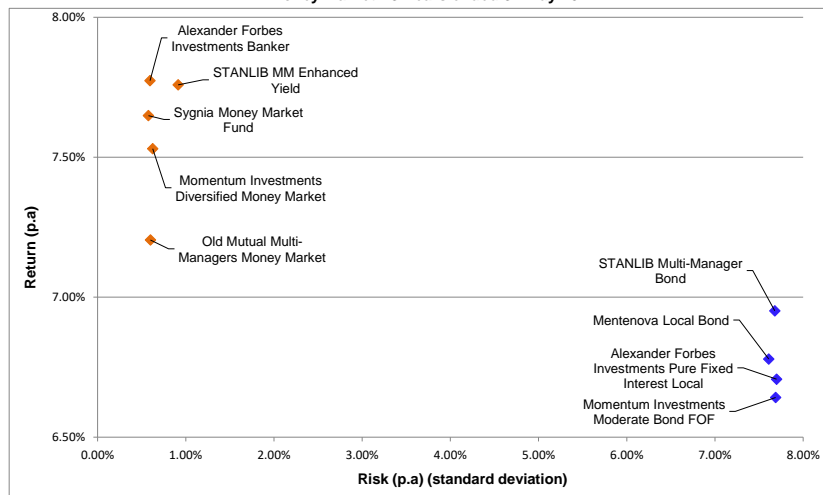 8.00%
Alexander Forbes
Investments Banker
STANLIB MM Enhanced
Yield
Sygnia Money Market
Fund
7.50%
Momentum Investments
Diversified Money Market
Old Mutual Multi-
Managers Money Market
Return (p.a)
STANLIB Multi-Manager
Bond
7.00%
Mentenova Local Bond
Alexander Forbes
Investments Pure Fixed
Interest Local
Momentum Investments
Moderate Bond FOF
6.50%
0.00% 1.00% 2.00% 3.00% 4.00% 5.00% 6.00% 7.00% 8.00%
Risk (p.a) (standard deviation)